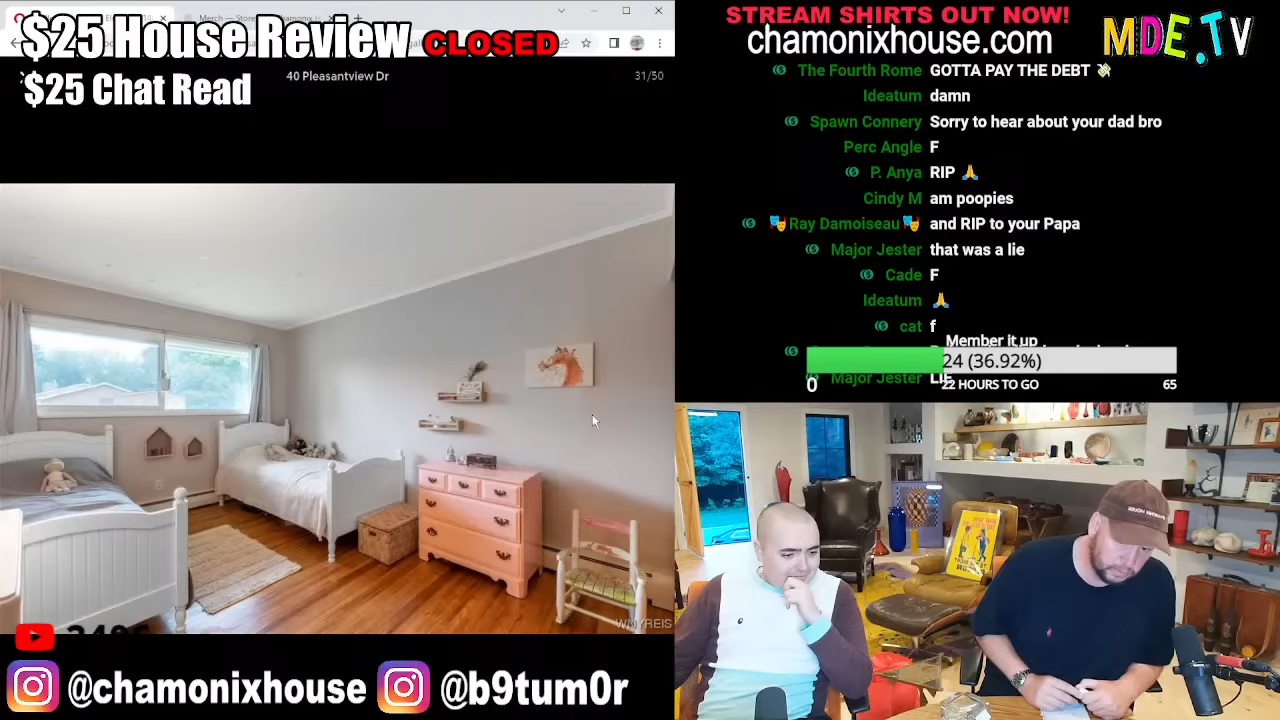 $25 House Review CLOSED
$25 Chat Read
Merch — Store
40 Pleasantview Dr
31/50
WNYREIS
@chamonixhouse
@b9tum0r
STREAM SHIRTS OUT NOW!
chamonixhouse.com
MDE.TV
The Fourth Rome GOTTA PAY THE DEBT 💸
Ideatum damn
Spawn Connery Sorry to hear about your dad bro
Perc Angle F
P. Anya RIP 🙏
Cindy M am poopies
🎭Ray Damoiseau🎭 and RIP to your Papa
Major Jester that was a lie
Cade F
Ideatum 🙏
cat f
Member it up
24 (36.92%)
Major Jester LIE
0
22 HOURS TO GO
65